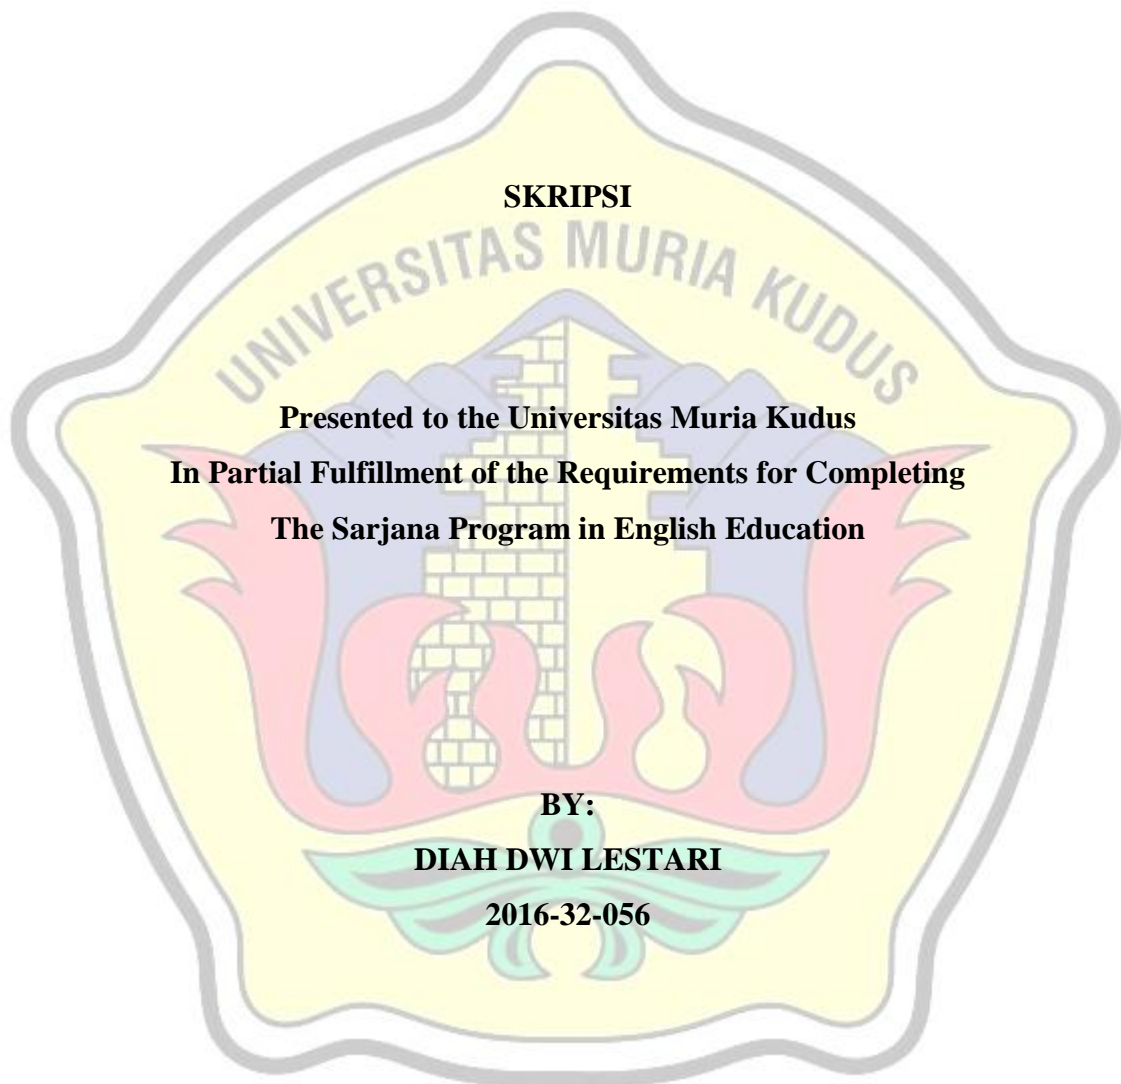 SKRIPSI
UNIVERSITAS MURIA KUDUS
Presented to the Universitas Muria Kudus
In Partial Fulfillment of the Requirements for Completing
The Sarjana Program in English Education
BY:
DIAH DWI LESTARI
2016-32-056